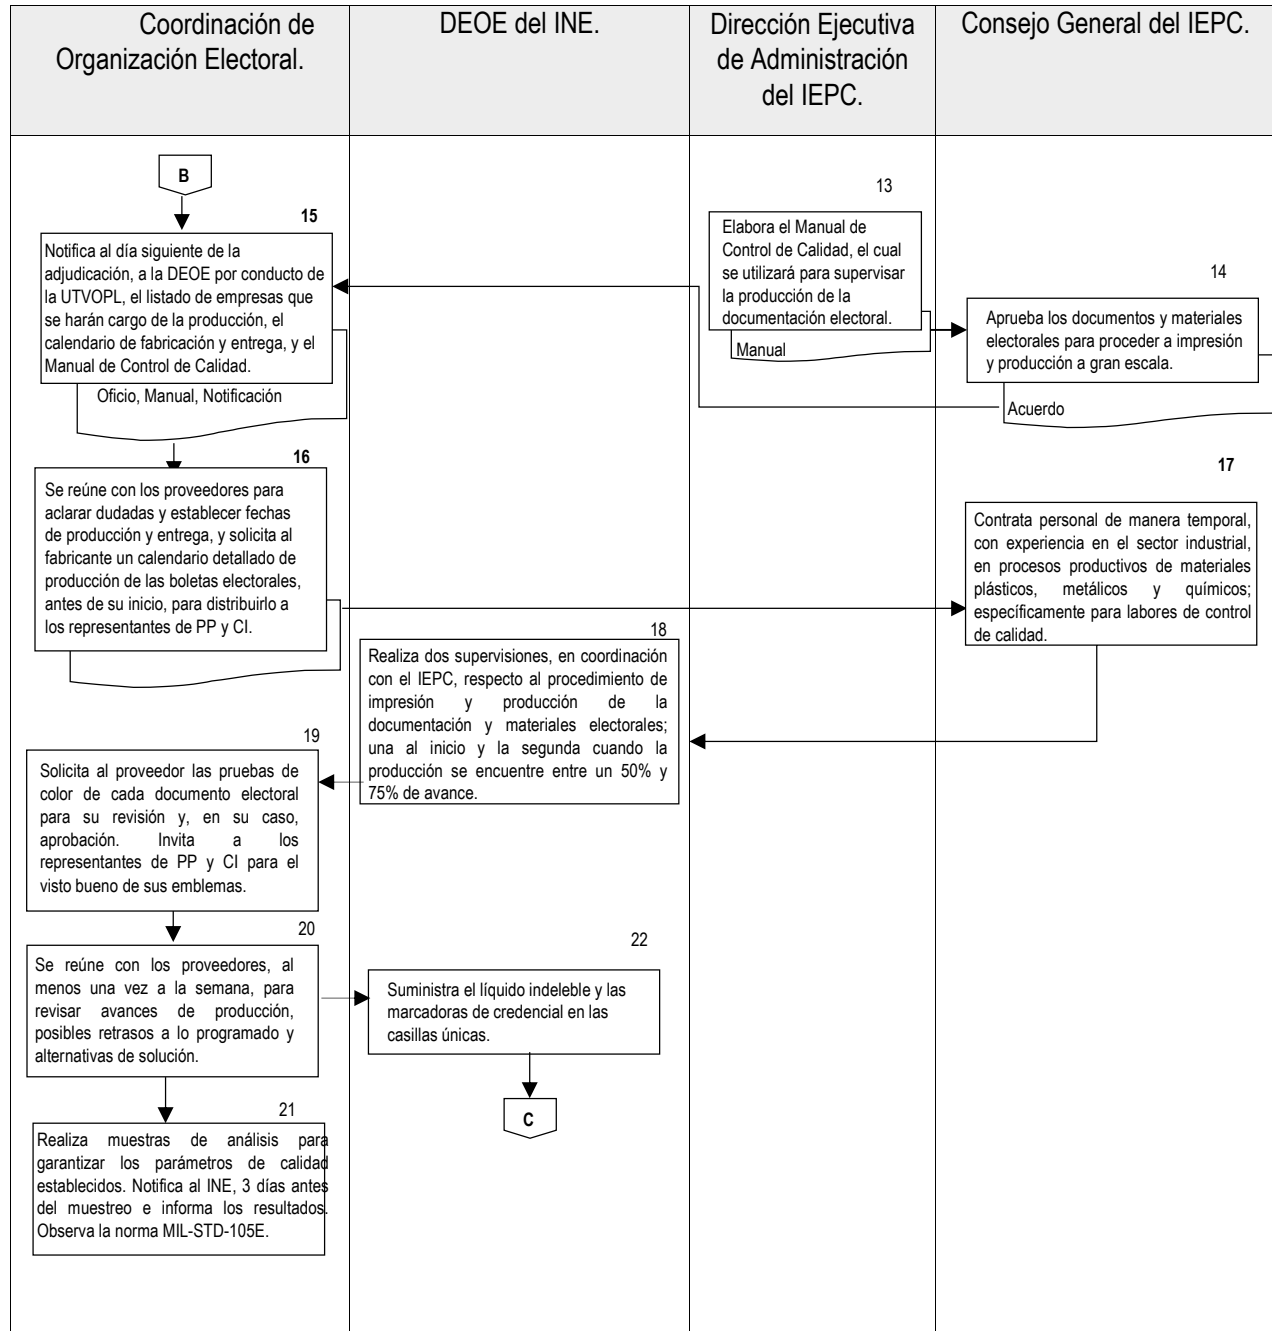 Coordinación de
Organización Electoral.
DEOE del INE.
Dirección Ejecutiva
de Administración
del IEPC.
Consejo General del IEPC.
B
15
Notifica al día siguiente de la
adjudicación, a la DEOE por conducto de
la UTVOPL, el listado de empresas que
se harán cargo de la producción, el
calendario de fabricación y entrega, y el
Manual de Control de Calidad.
Oficio, Manual, Notificación
13
Elabora el Manual de
Control de Calidad, el cual
se utilizará para supervisar
la producción de la
documentación electoral.
Manual
14
Aprueba los documentos y materiales
electorales para proceder a impresión
y producción a gran escala.
Acuerdo
16
Se reúne con los proveedores para
aclarar dudadas y establecer fechas
de producción y entrega, y solicita al
fabricante un calendario detallado de
producción de las boletas electorales,
antes de su inicio, para distribuirlo a
los representantes de PP y CI.
17
Contrata personal de manera temporal,
con experiencia en el sector industrial,
en procesos productivos de materiales
plásticos, metálicos y químicos;
específicamente para labores de control
de calidad.
18
Realiza dos supervisiones, en coordinación
con el IEPC, respecto al procedimiento de
impresión y producción de la
documentación y materiales electorales;
una al inicio y la segunda cuando la
producción se encuentre entre un 50% y
75% de avance.
19
Solicita al proveedor las pruebas de
color de cada documento electoral
para su revisión y, en su caso,
aprobación. Invita a los
representantes de PP y CI para el
visto bueno de sus emblemas.
20
Se reúne con los proveedores, al
menos una vez a la semana, para
revisar avances de producción,
posibles retrasos a lo programado y
alternativas de solución.
22
Suministra el líquido indeleble y las
marcadoras de credencial en las
casillas únicas.
C
21
Realiza muestras de análisis para
garantizar los parámetros de calidad
establecidos. Notifica al INE, 3 días antes
del muestreo e informa los resultados.
Observa la norma MIL-STD-105E.